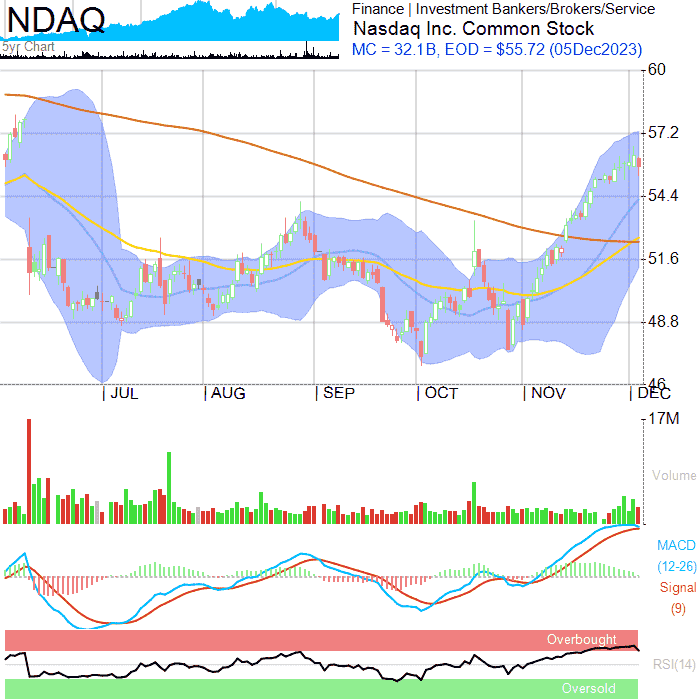 NDAQ
5yr Chart
Finance | Investment Bankers/Brokers/Service
Nasdaq Inc. Common Stock
MC = 32.1B, EOD = $55.72 (05Dec2023)
60
57.2
54.4
51.6
48.8
46
JUL
AUG
SEP
OCT
NOV
DEC
17M
Volume
MACD
(12-26)
Signal
(9)
Overbought
RSI(14)
Oversold